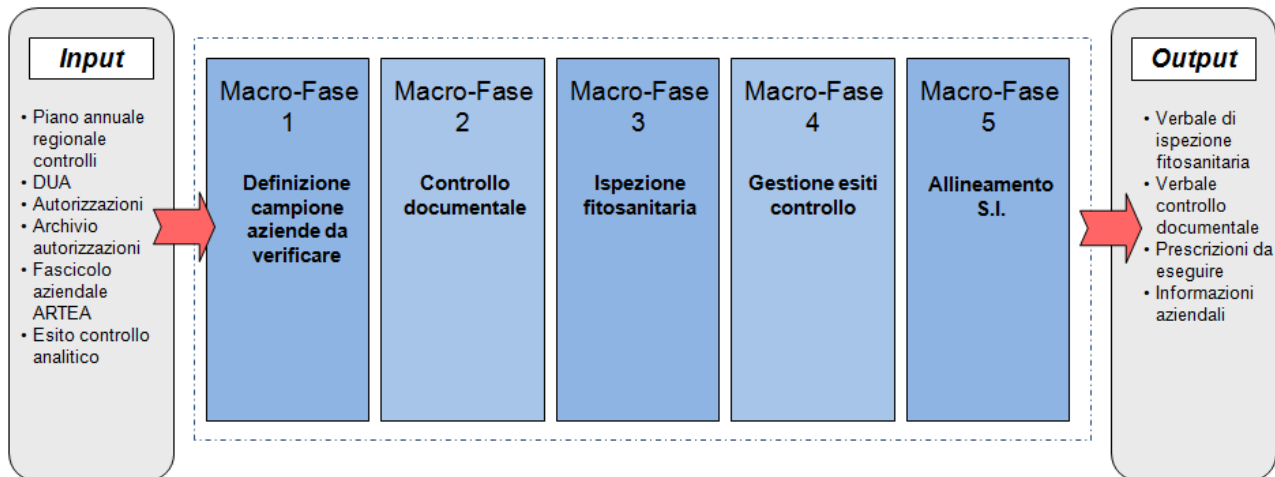 Input
• Piano annuale
regionale
controlli
• DUA
• Autorizzazioni
• Archivio
autorizzazioni
• Fascicolo
aziendale
ARTEA
• Esito controllo
analitico
Macro-Fase
1
Definizione
campione
aziende da
verificare
Macro-Fase
2
Controllo
documentale
Macro-Fase
3
Ispezione
fitosanitaria
Macro-Fase
4
Gestione esiti
controllo
Macro-Fase
5
Allineamento
S.I.
Output
• Verbale di
ispezione
fitosanitaria
• Verbale
controllo
documentale
• Prescrizioni da
eseguire
• Informazioni
aziendali